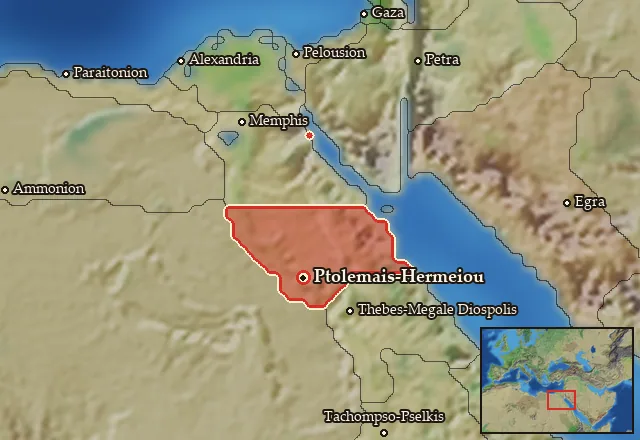 Gaza
Pelousion
Alexandria
Petra
Paraitonion
Memphis
Ammonion
Egra
Ptolemais-Hermeiou
Thebes-Megale Diospolis
Tachompso-Pselkis